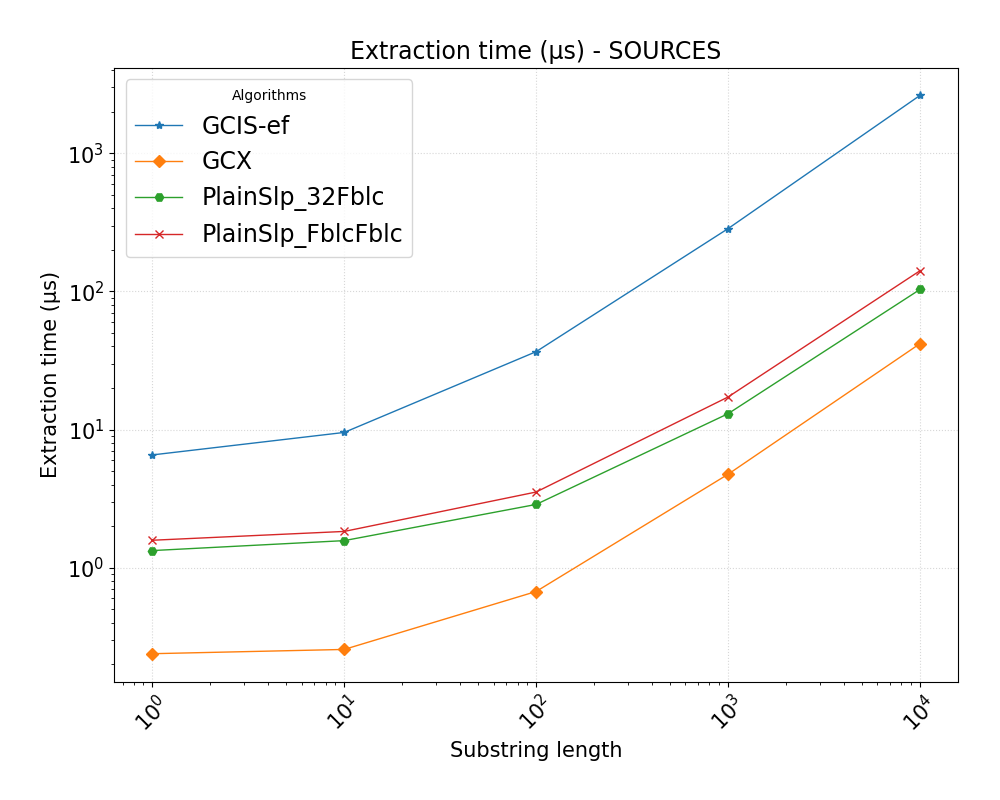 Extraction time (µs) - SOURCES
Algorithms
GCIS-ef
GCX
PlainSlp_32Fblc
PlainSlp_FblcFblc
Extraction time (µs)
10³
10²
10¹
10⁰
10⁰ 10¹ 10² 10³ 10⁴
Substring length